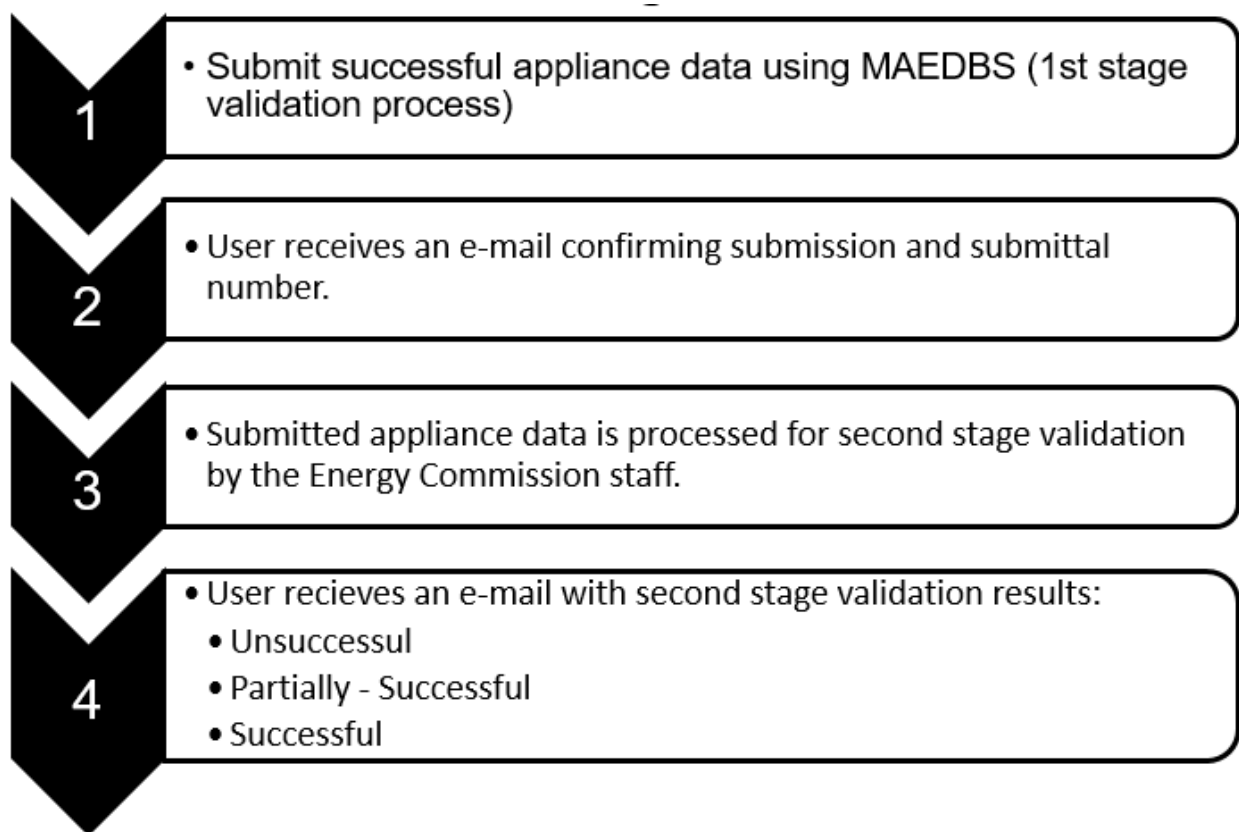 1
• Submit successful appliance data using MAEDBS (1st stage
validation process)
2
• User receives an e-mail confirming submission and submittal
number.
3
• Submitted appliance data is processed for second stage validation
by the Energy Commission staff.
4
• User recieves an e-mail with second stage validation results:
• Unsuccessul
• Partially - Successful
• Successful